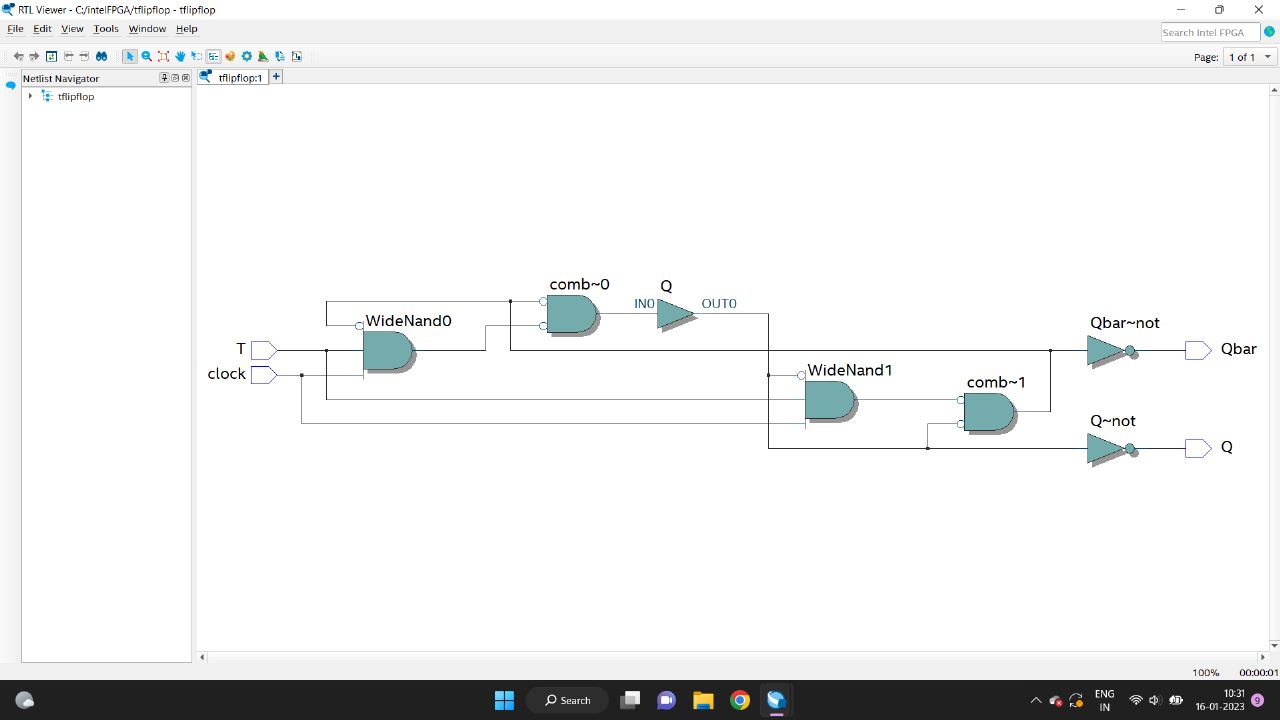 RTL Viewer - C:/intelFPGA/tflipflop - tflipflop
File Edit View Tools Window Help
Search Intel FPGA
Page: 1 of 1
Netlist Navigator
tflipflop:1
tflipflop
comb~0
Q
IN0
OUT0
WideNand0
Qbar~not
T
Qbar
clock
WideNand1
comb~1
Q~not
Q
100% 00:00:01
Search
ENG
IN
10:31
16-01-2023
9